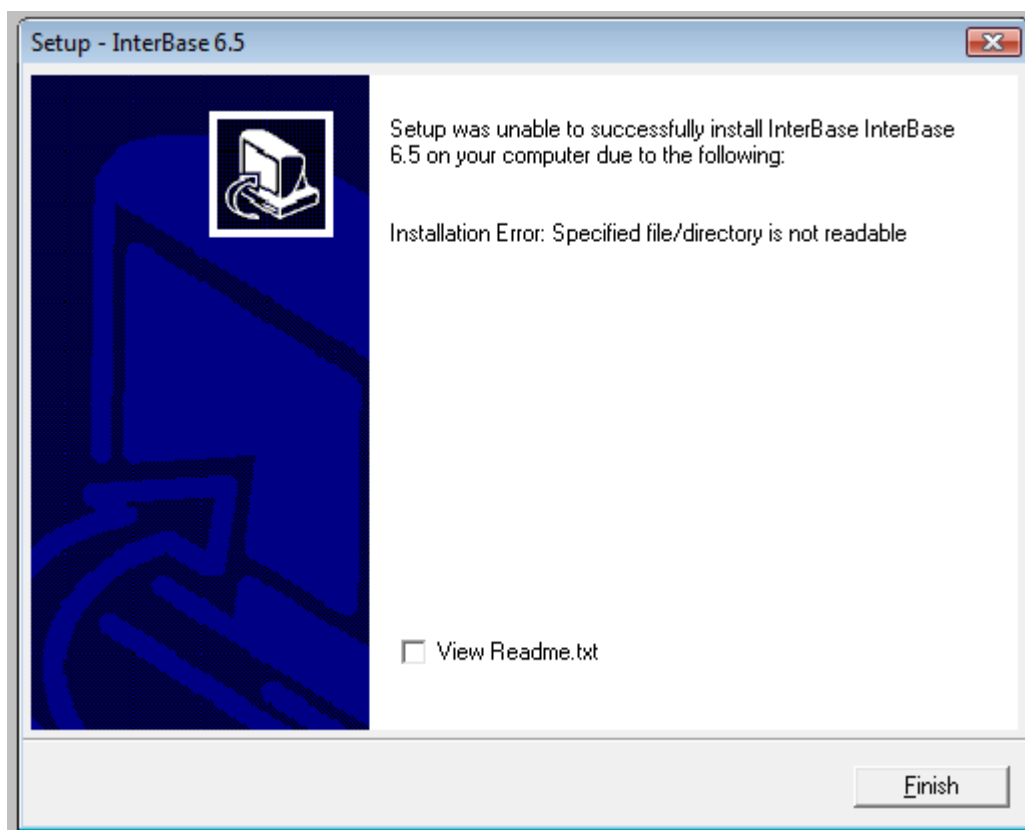 Setup - InterBase 6.5
Setup was unable to successfully install InterBase InterBase
6.5 on your computer due to the following:
Installation Error: Specified file/directory is not readable
View Readme.txt
Finish